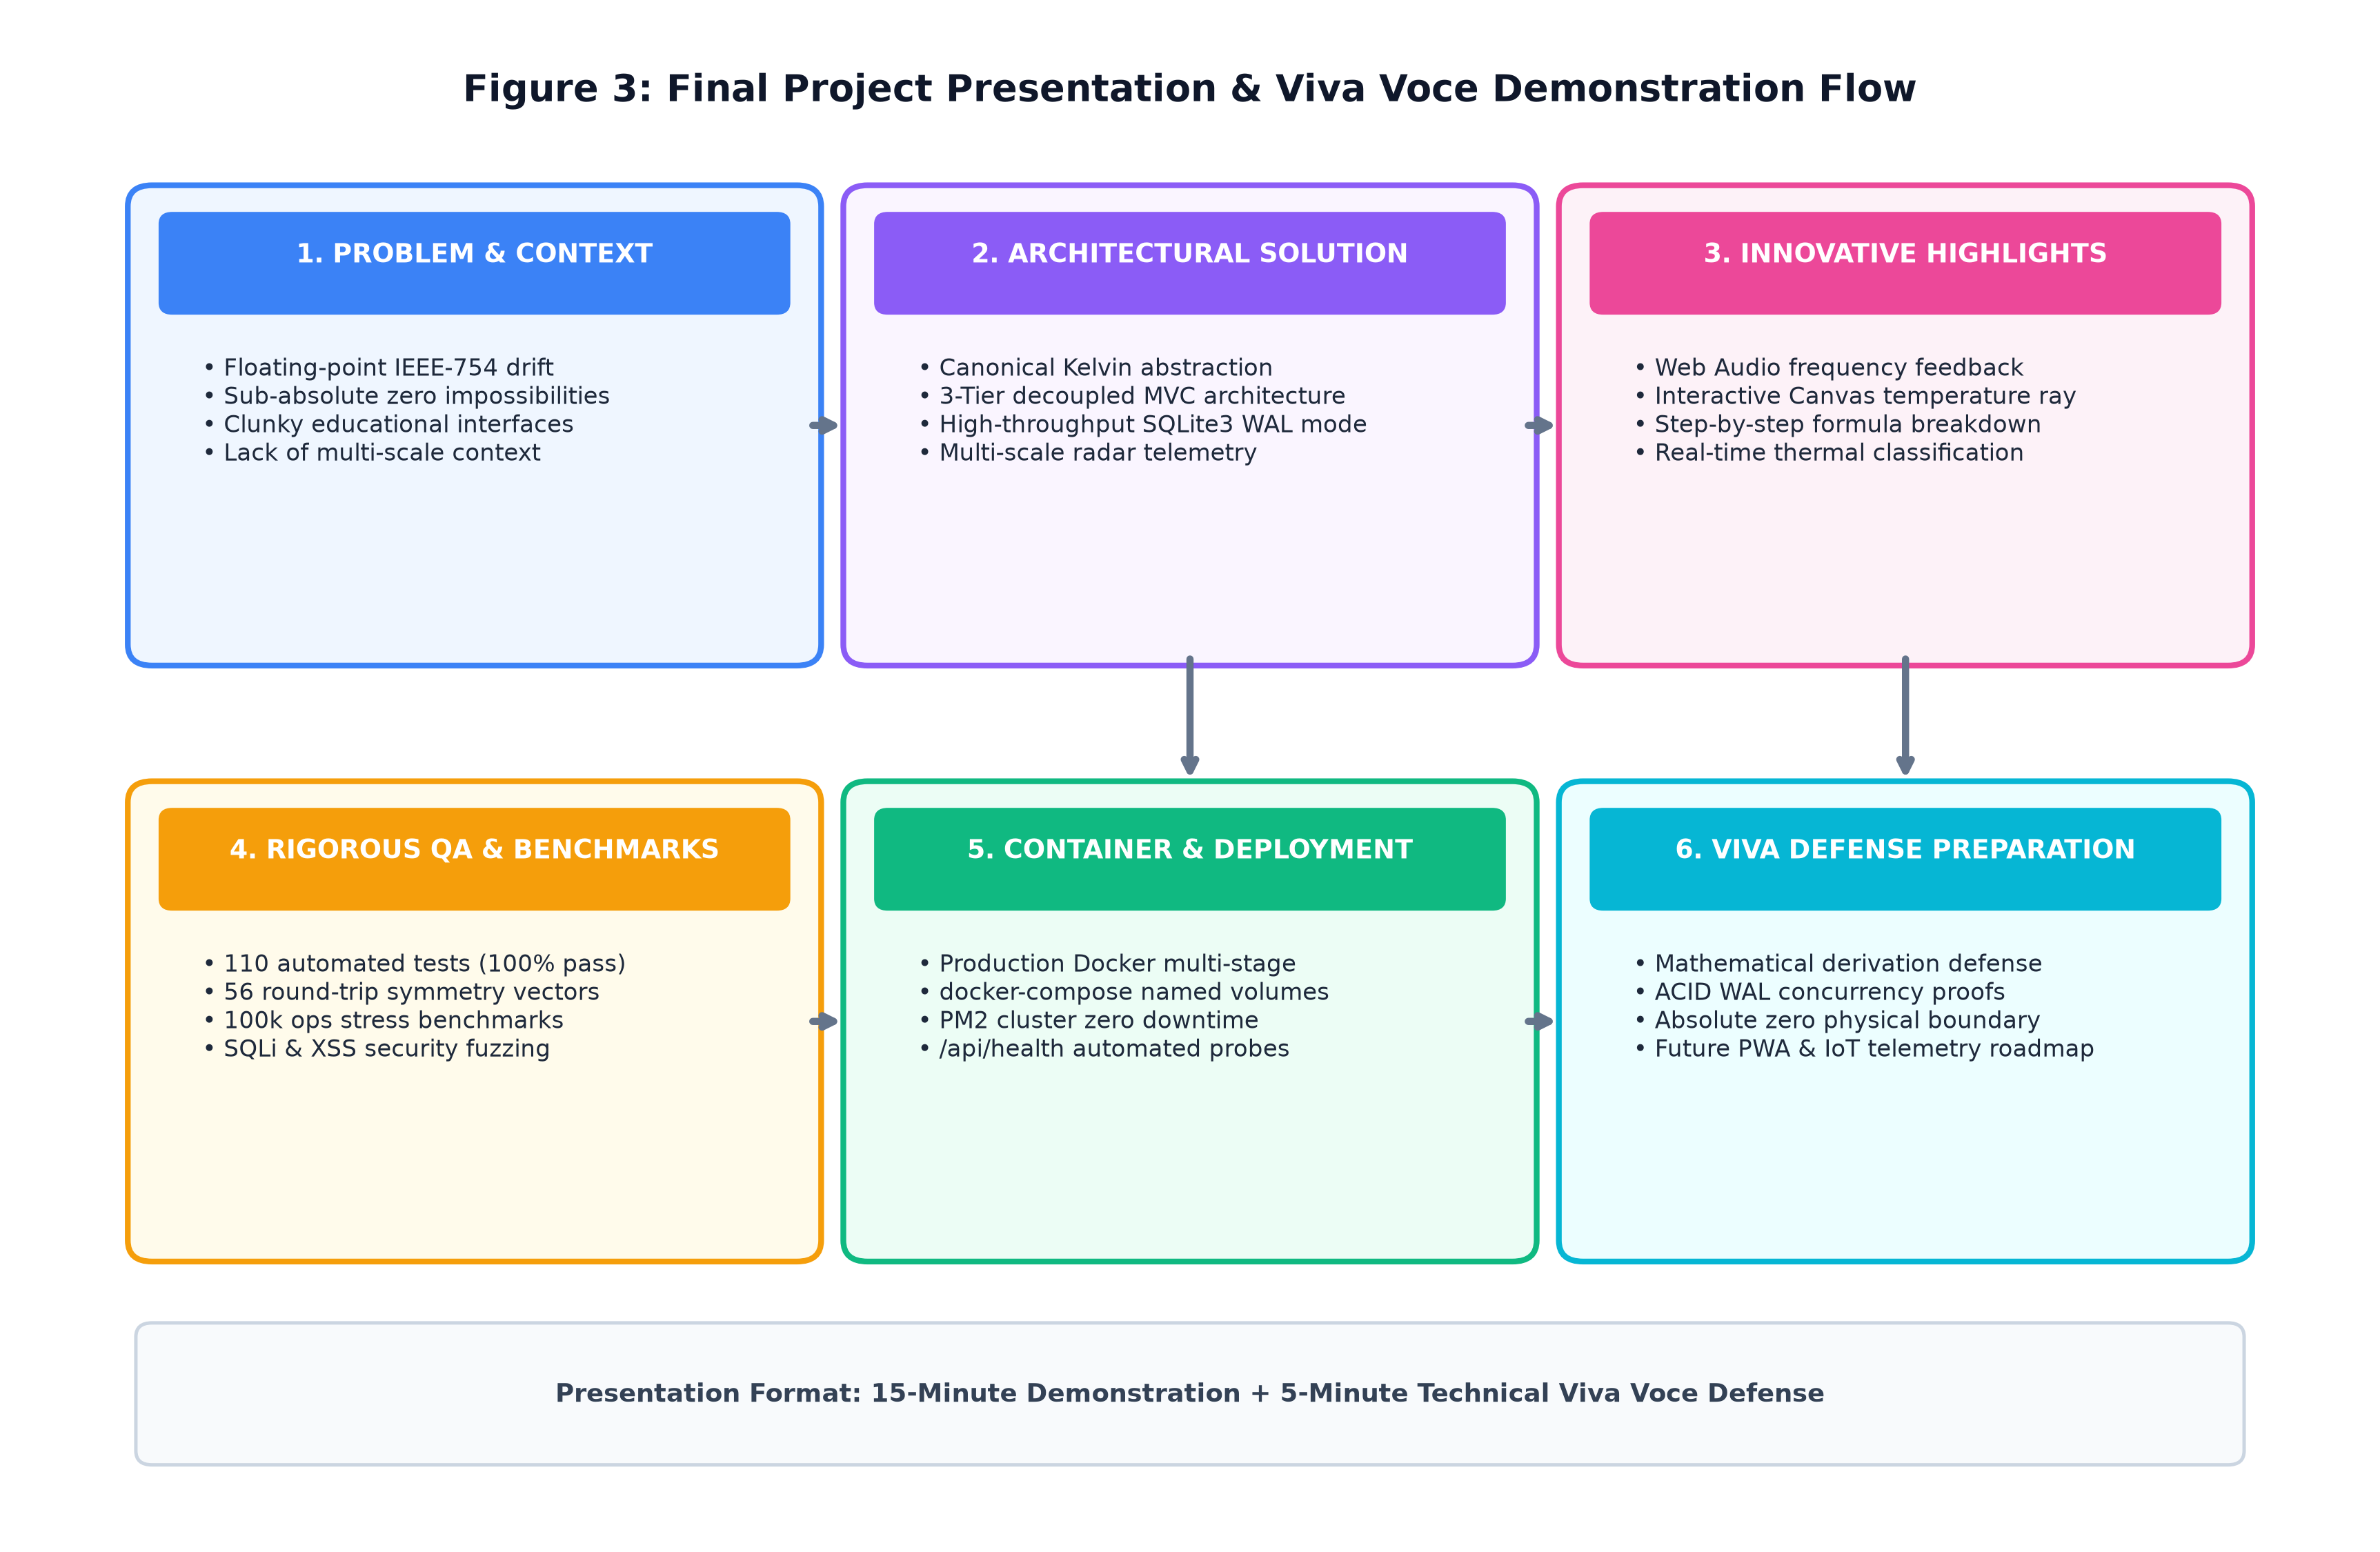 Figure 3: Final Project Presentation & Viva Voce Demonstration Flow
1. PROBLEM & CONTEXT
• Floating-point IEEE-754 drift
• Sub-absolute zero impossibilities
• Clunky educational interfaces
• Lack of multi-scale context
2. ARCHITECTURAL SOLUTION
• Canonical Kelvin abstraction
• 3-Tier decoupled MVC architecture
• High-throughput SQLite3 WAL mode
• Multi-scale radar telemetry
3. INNOVATIVE HIGHLIGHTS
• Web Audio frequency feedback
• Interactive Canvas temperature ray
• Step-by-step formula breakdown
• Real-time thermal classification
4. RIGOROUS QA & BENCHMARKS
• 110 automated tests (100% pass)
• 56 round-trip symmetry vectors
• 100k ops stress benchmarks
• SQLi & XSS security fuzzing
5. CONTAINER & DEPLOYMENT
• Production Docker multi-stage
• docker-compose named volumes
• PM2 cluster zero downtime
• /api/health automated probes
6. VIVA DEFENSE PREPARATION
• Mathematical derivation defense
• ACID WAL concurrency proofs
• Absolute zero physical boundary
• Future PWA & IoT telemetry roadmap
Presentation Format: 15-Minute Demonstration + 5-Minute Technical Viva Voce Defense